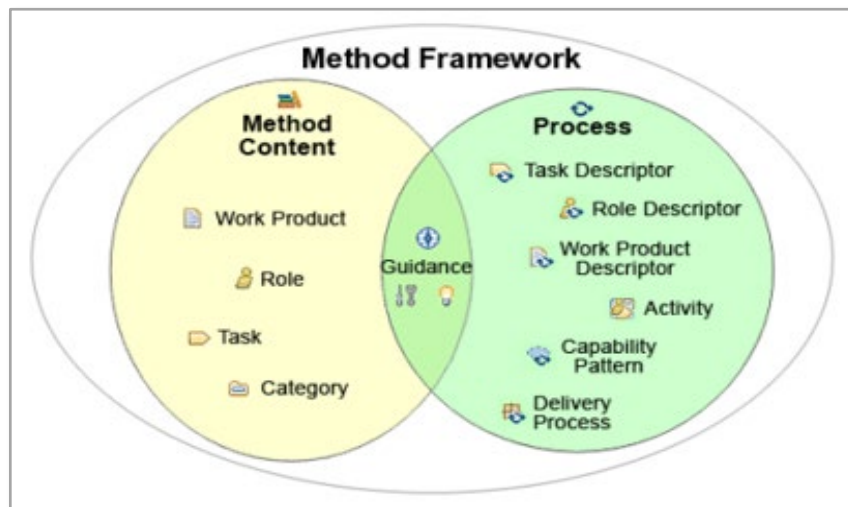 Method Framework
Method
Content
Work Product
Role
Task
Category
Guidance
Process
Task Descriptor
Role Descriptor
Work Product
Descriptor
Activity
Capability
Pattern
Delivery
Process